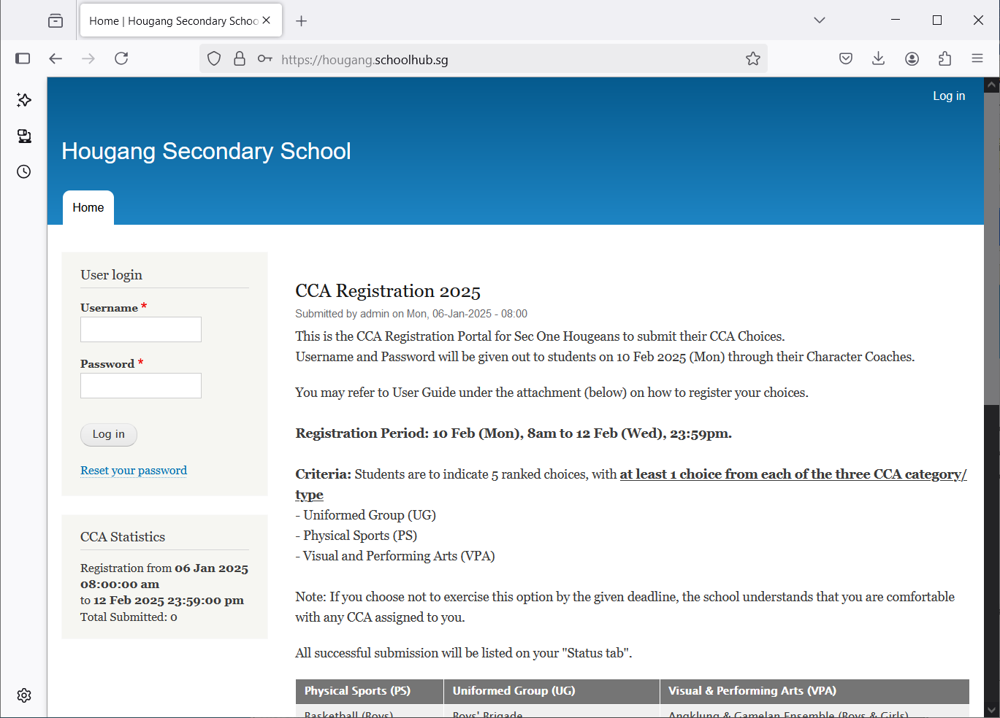 Home | Hougang Secondary Schoo
https://hougang.schoolhub.sg
Log in
Hougang Secondary School
Home
User login
Username *
Password *
Log in
Reset your password
CCA Statistics
Registration from 06 Jan 2025
08:00:00 am
to 12 Feb 2025 23:59:00 pm
Total Submitted: 0
CCA Registration 2025
Submitted by admin on Mon, 06-Jan-2025 - 08:00
This is the CCA Registration Portal for Sec One Hougeans to submit their CCA Choices.
Username and Password will be given out to students on 10 Feb 2025 (Mon) through their Character Coaches.
You may refer to User Guide under the attachment (below) on how to register your choices.
Registration Period: 10 Feb (Mon), 8am to 12 Feb (Wed), 23:59pm.
Criteria: Students are to indicate 5 ranked choices, with at least 1 choice from each of the three CCA category/
type
- Uniformed Group (UG)
- Physical Sports (PS)
- Visual and Performing Arts (VPA)
Note: If you choose not to exercise this option by the given deadline, the school understands that you are comfortable
with any CCA assigned to you.
All successful submission will be listed on your "Status tab".
Physical Sports (PS) Uniformed Group (UG) Visual & Performing Arts (VPA)
Basketball (Boys) Boys' Brigade Angklung & Gamelan Ensemble (Boys & Girls)